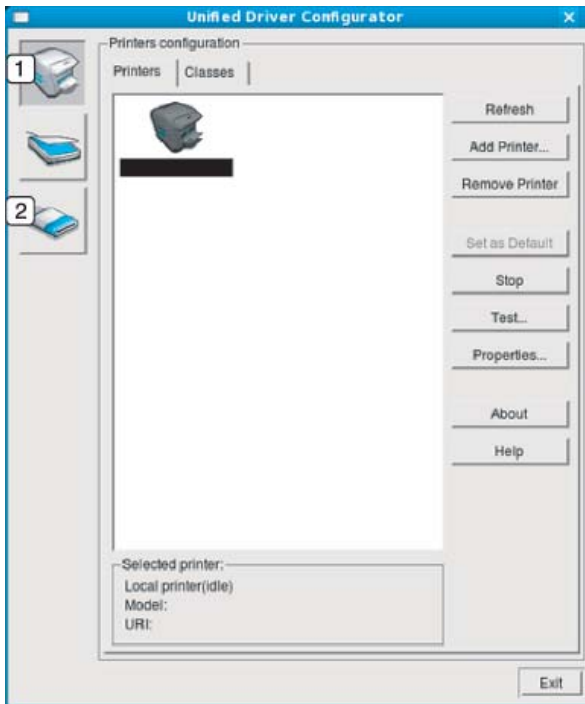 Unified Driver Configurator
1
2
Printers configuration
Printers
Classes
Refresh
Add Printer...
Remove Printer
Set as Default
Stop
Test...
Properties...
About
Help
Selected printer:
Local printer(idle)
Model:
URI:
Exit